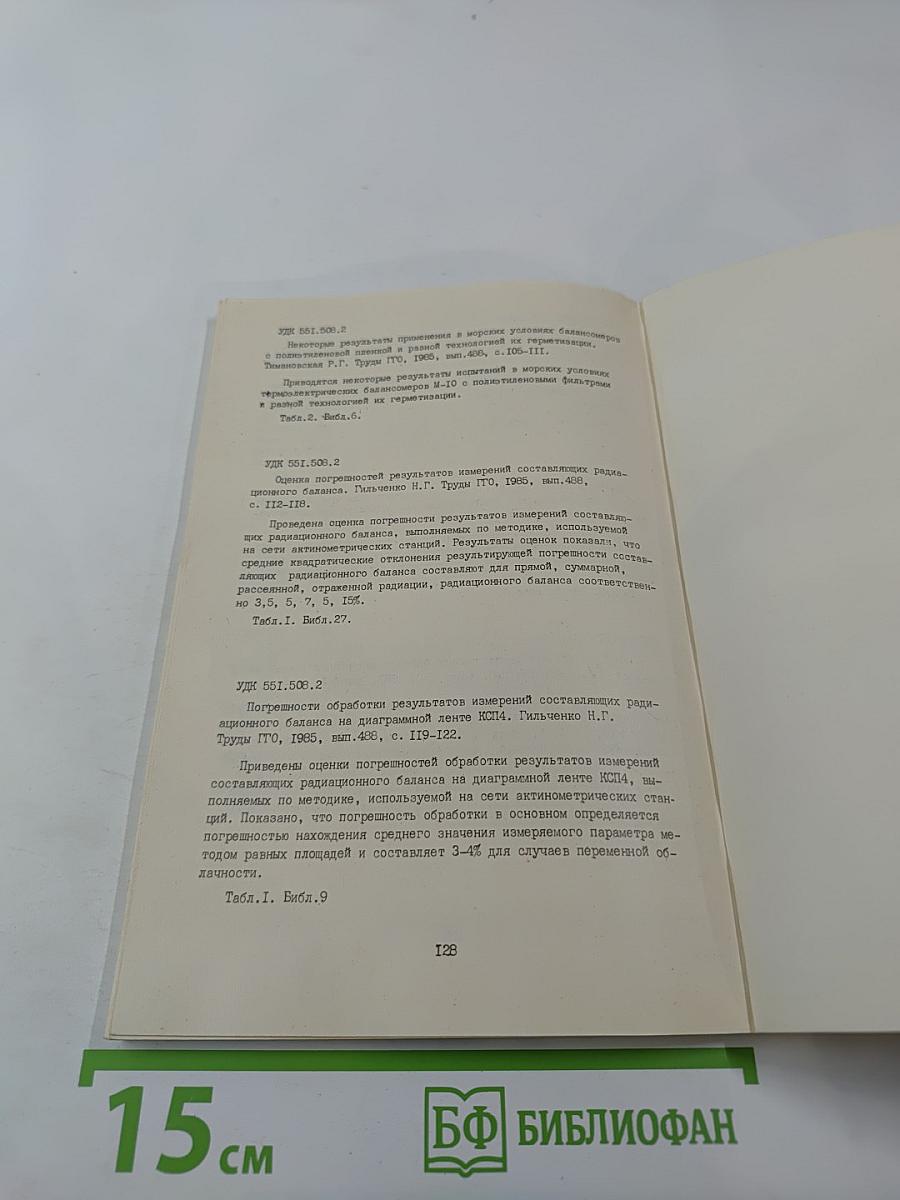 УДК 551.508.2
Некоторые результаты применения в морских условиях балансомеров
с полиэтиленовой пленкой и разной технологией их герметизации.
Тимановская Р.Г. Труды ГГО, 1985, вып.488, с.105-111.
Приводятся некоторые результаты испытаний в морских условиях
термоэлектрических балансомеров М-10 с полиэтиленовыми фильтрами
и разной технологией их герметизации.
Табл.2. Библ.6.
УДК 551.508.2
Оценка погрешностей результатов измерений составляющих радиа-
ционного баланса. Гильченко Н.Г. Труды ГГО, 1985, вып.488,
с. 112-118.
Проведена оценка погрешности результатов измерений составляю-
щих радиационного баланса, выполняемых по методике, используемой
на сети актинометрических станций. Результаты оценок показали, что
средние квадратические отклонения результирующей погрешности состав-
ляющих радиационного баланса составляют для прямой, суммарной,
рассеянной, отраженной радиации, радиационного баланса соответствен-
но 3,5, 5, 7, 5, 15%.
Табл.1. Библ.27.
УДК 551.508.2
Погрешности обработки результатов измерений составляющих ради-
ационного баланса на диаграммной ленте КСП4. Гильченко Н.Г.
Труды ГГО, 1985, вып.488, с. 119-122.
Приведены оценки погрешностей обработки результатов измерений
составляющих радиационного баланса на диаграммной ленте КСП4, вы-
полняемых по методике, используемой на сети актинометрических стан-
ций. Показано, что погрешность обработки в основном определяется
погрешностью нахождения среднего значения измеряемого параметра ме-
тодом равных площадей и составляет 3-4% для случаев переменной об-
лачности.
Табл.1. Библ.9
128
15 см
БФ БИБЛИОФАН